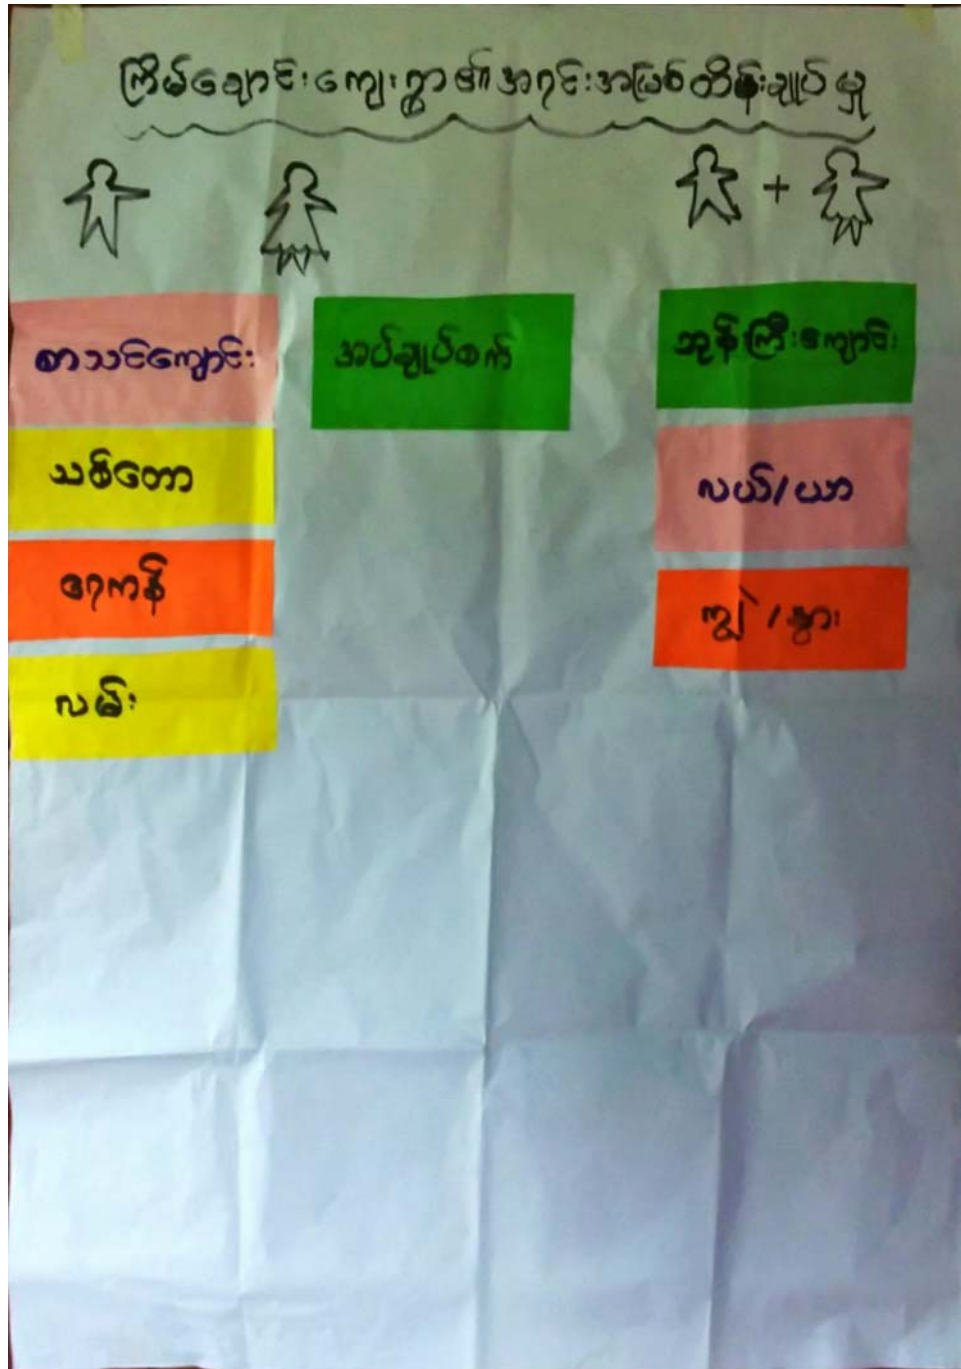 ကြိမ်ချောင်းကျေးရွာ၏အရင်းအမြစ်ထိန်းချုပ်မှု
+
စာသင်ကျောင်း
သစ်တော
ရေကန်
လမ်း
အပ်ချုပ်စက်
ဘုန်းကြီးကျောင်း
လယ်/ယာ
ကျွဲ/နွား